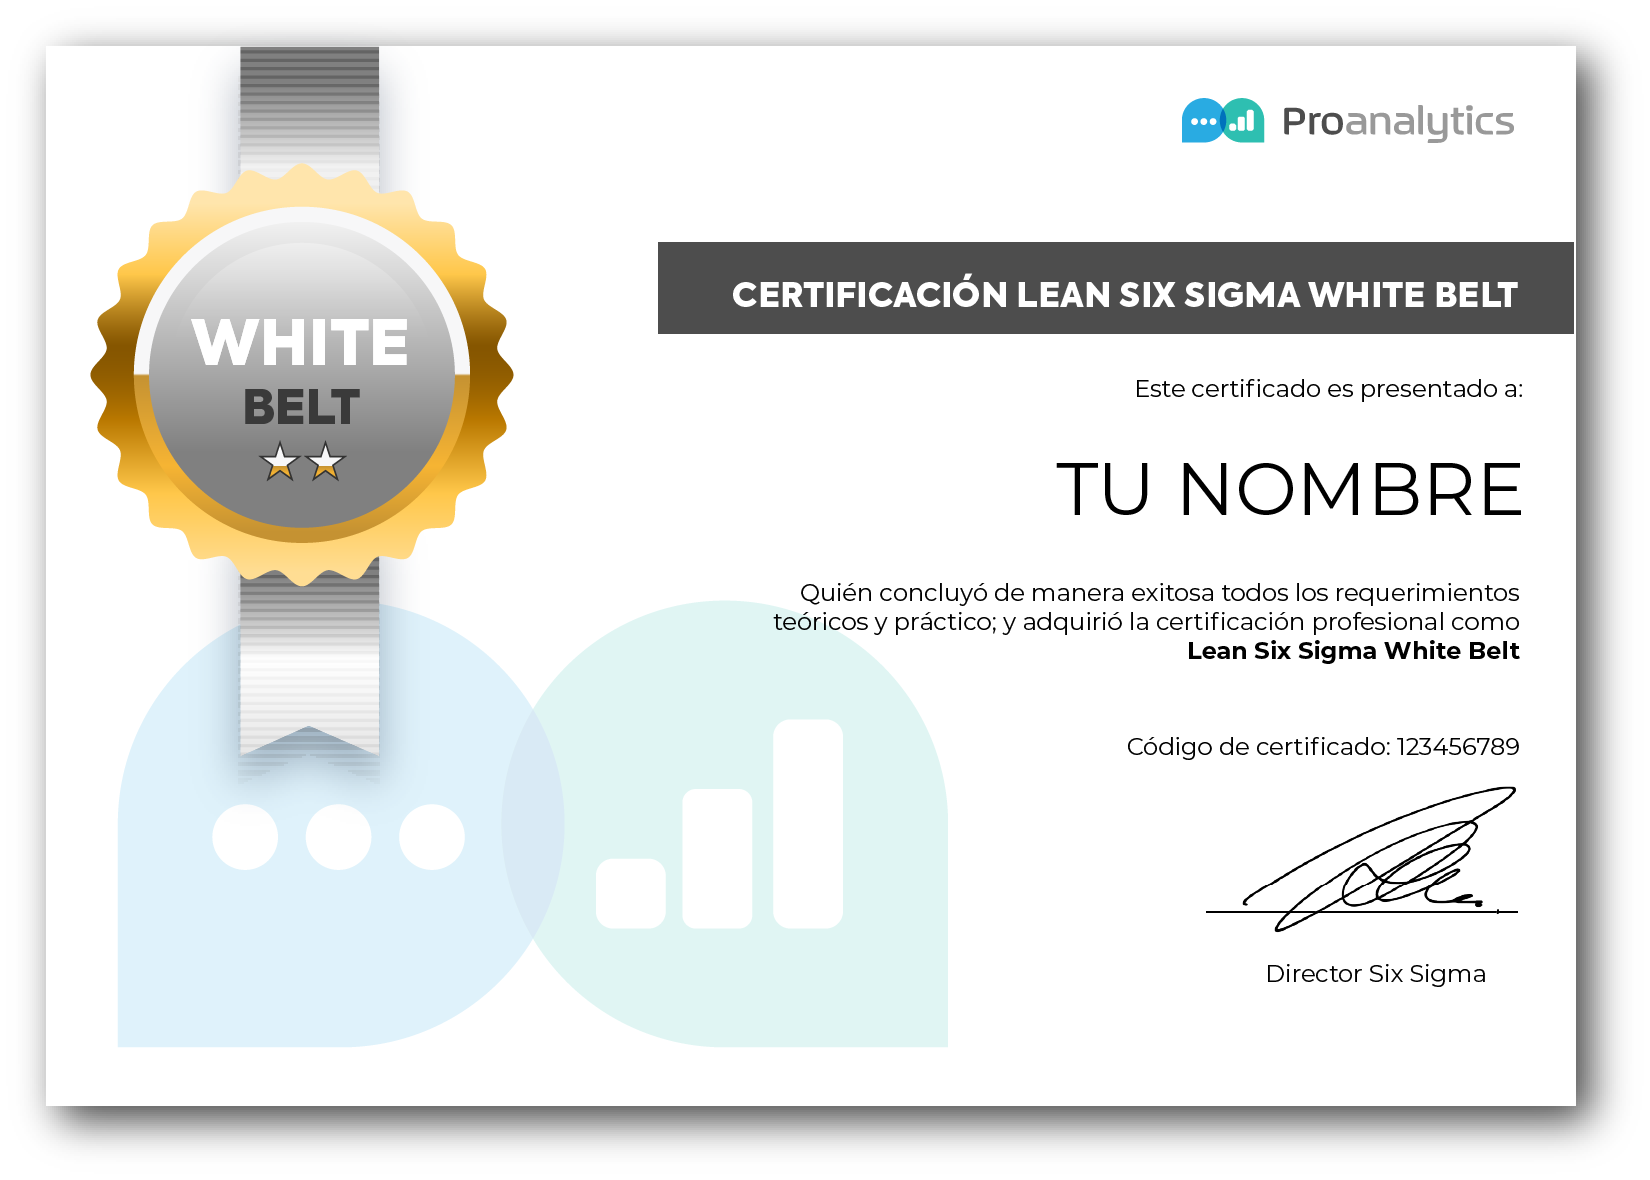 Proanalytics
WHITE
BELT
CERTIFICACIÓN LEAN SIX SIGMA WHITE BELT
Este certificado es presentado a:
TU NOMBRE
Quién concluyó de manera exitosa todos los requerimientos
teóricos y práctico; y adquirió la certificación profesional como
Lean Six Sigma White Belt
Código de certificado: 123456789
Director Six Sigma